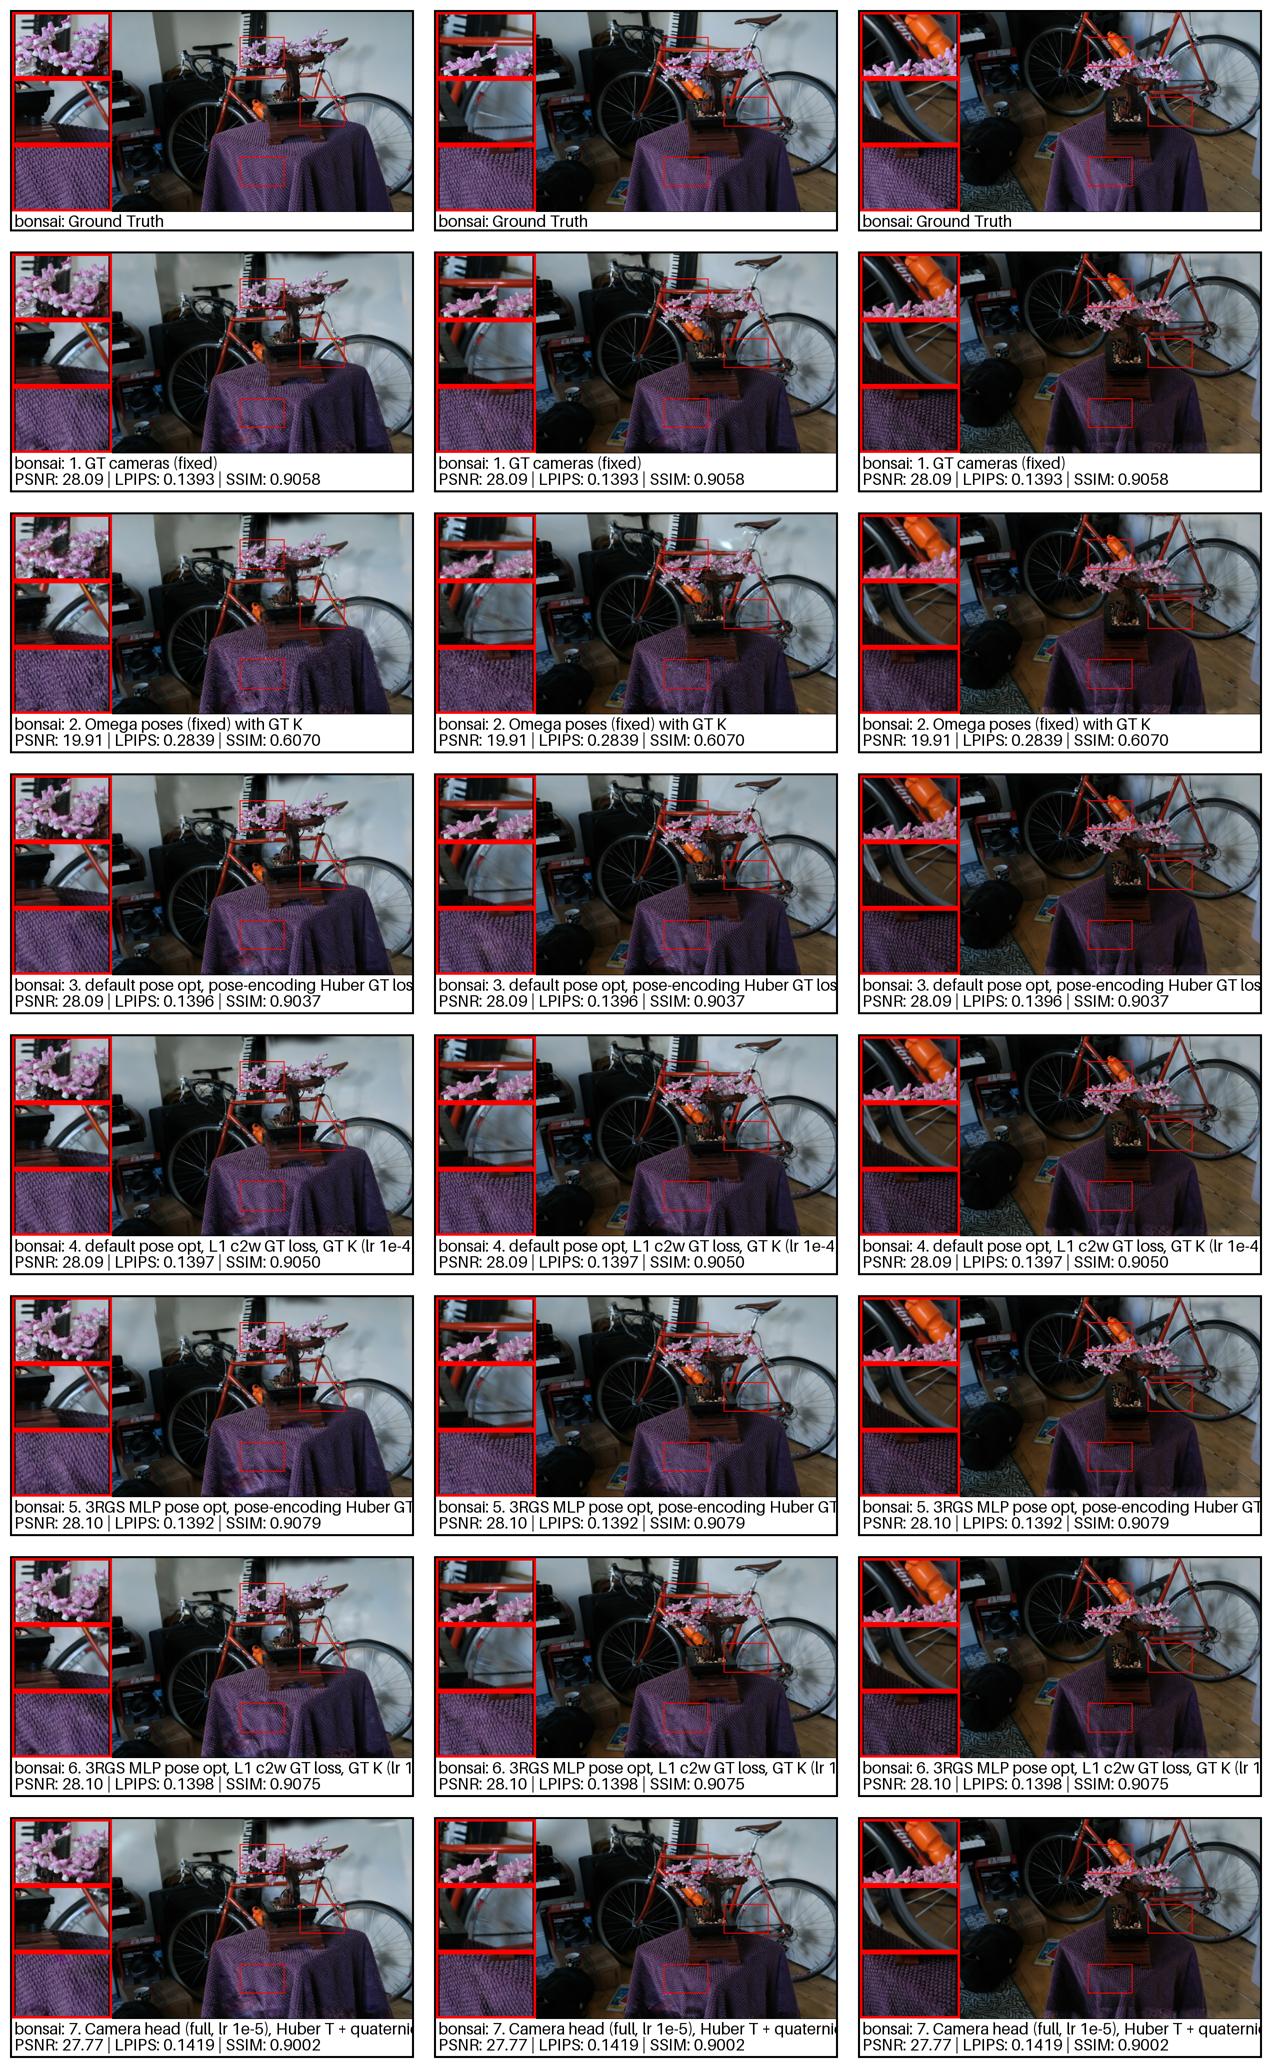 bonsai: Ground Truth
bonsai: Ground Truth
bonsai: Ground Truth
bonsai: 1. GT cameras (fixed)
PSNR: 28.09 | LPIPS: 0.1393 | SSIM: 0.9058
bonsai: 1. GT cameras (fixed)
PSNR: 28.09 | LPIPS: 0.1393 | SSIM: 0.9058
bonsai: 1. GT cameras (fixed)
PSNR: 28.09 | LPIPS: 0.1393 | SSIM: 0.9058
bonsai: 2. Omega poses (fixed) with GT K
PSNR: 19.91 | LPIPS: 0.2839 | SSIM: 0.6070
bonsai: 2. Omega poses (fixed) with GT K
PSNR: 19.91 | LPIPS: 0.2839 | SSIM: 0.6070
bonsai: 2. Omega poses (fixed) with GT K
PSNR: 19.91 | LPIPS: 0.2839 | SSIM: 0.6070
bonsai: 3. default pose opt, pose-encoding Huber GT los
PSNR: 28.09 | LPIPS: 0.1396 | SSIM: 0.9037
bonsai: 3. default pose opt, pose-encoding Huber GT los
PSNR: 28.09 | LPIPS: 0.1396 | SSIM: 0.9037
bonsai: 3. default pose opt, pose-encoding Huber GT los
PSNR: 28.09 | LPIPS: 0.1396 | SSIM: 0.9037
bonsai: 4. default pose opt, L1 c2w GT loss, GT K (lr 1e-4
PSNR: 28.09 | LPIPS: 0.1397 | SSIM: 0.9050
bonsai: 4. default pose opt, L1 c2w GT loss, GT K (lr 1e-4
PSNR: 28.09 | LPIPS: 0.1397 | SSIM: 0.9050
bonsai: 4. default pose opt, L1 c2w GT loss, GT K (lr 1e-4
PSNR: 28.09 | LPIPS: 0.1397 | SSIM: 0.9050
bonsai: 5. 3RGS MLP pose opt, pose-encoding Huber GT
PSNR: 28.10 | LPIPS: 0.1392 | SSIM: 0.9079
bonsai: 5. 3RGS MLP pose opt, pose-encoding Huber GT
PSNR: 28.10 | LPIPS: 0.1392 | SSIM: 0.9079
bonsai: 5. 3RGS MLP pose opt, pose-encoding Huber GT
PSNR: 28.10 | LPIPS: 0.1392 | SSIM: 0.9079
bonsai: 6. 3RGS MLP pose opt, L1 c2w GT loss, GT K (lr 1
PSNR: 28.10 | LPIPS: 0.1398 | SSIM: 0.9075
bonsai: 6. 3RGS MLP pose opt, L1 c2w GT loss, GT K (lr 1
PSNR: 28.10 | LPIPS: 0.1398 | SSIM: 0.9075
bonsai: 6. 3RGS MLP pose opt, L1 c2w GT loss, GT K (lr 1
PSNR: 28.10 | LPIPS: 0.1398 | SSIM: 0.9075
bonsai: 7. Camera head (full, lr 1e-5), Huber T + quaterni
PSNR: 27.77 | LPIPS: 0.1419 | SSIM: 0.9002
bonsai: 7. Camera head (full, lr 1e-5), Huber T + quaterni
PSNR: 27.77 | LPIPS: 0.1419 | SSIM: 0.9002
bonsai: 7. Camera head (full, lr 1e-5), Huber T + quaterni
PSNR: 27.77 | LPIPS: 0.1419 | SSIM: 0.9002